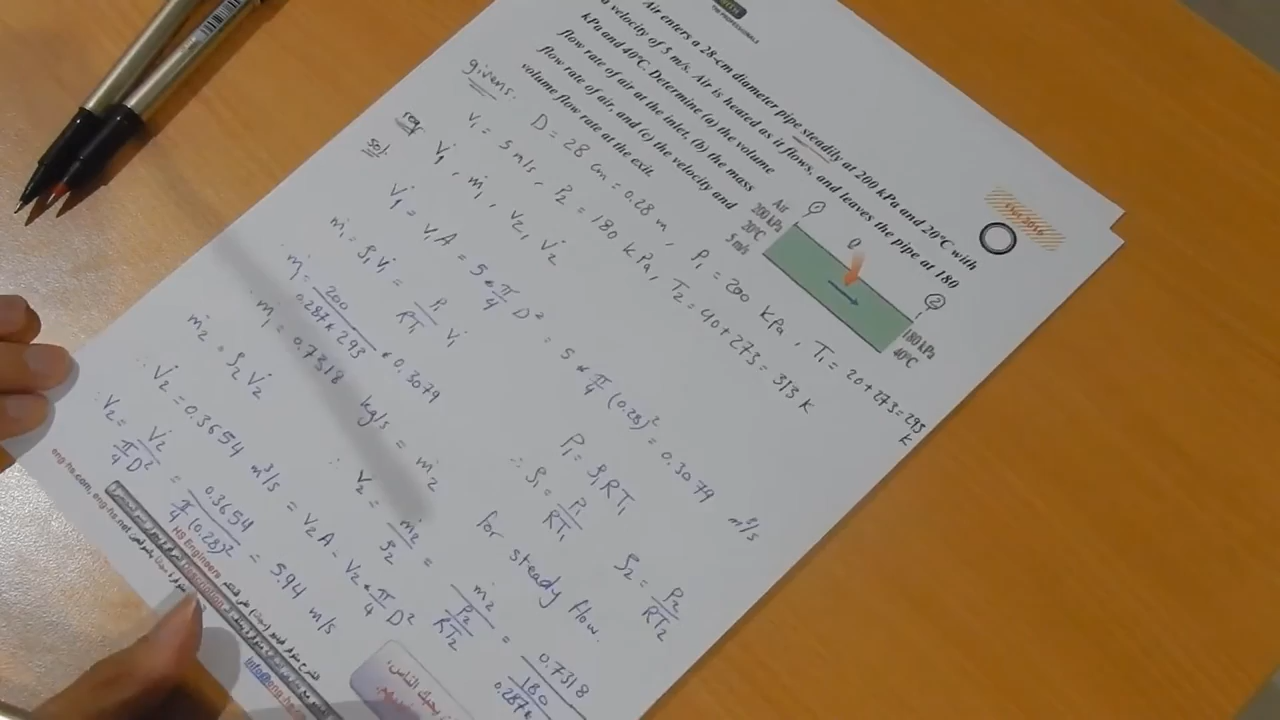 THE PROFESSIONALS
Air enters a 28-cm diameter pipe steadily at 200 kPa and 20°C with
a velocity of 5 m/s. Air is heated as it flows, and leaves the pipe at 180
kPa and 40°C. Determine (a) the volume
flow rate of air at the inlet, (b) the mass
flow rate of air, and (c) the velocity and
volume flow rate at the exit.
Air
200 kPa
20°C
5 m/s
1
Q
2
180 kPa
40°C
givens:
D = 28 cm = 0.28 m, P₁ = 200 kPa, T₁ = 20+273 = 293 K
V₁ = 5 m/s, P₂ = 180 kPa, T₂ = 40+273 = 313 K
req
V̇₁, ṁ₁, V₂, V̇₂
sol.
V̇₁ = V₁A = 5 * π/4 D² = 5 * π/4 (0.28)² = 0.3079 m³/s
ṁ₁ = ρ₁V̇₁ = P₁/RT₁ V̇₁
P₁ = ρ₁RT₁
∴ ρ₁ = P₁/RT₁
∴ ṁ₁ = 200/0.287*293 * 0.3079
∴ ṁ₁ = 0.7318 kg/s = ṁ₂
for steady flow.
ṁ₂ = ρ₂V̇₂
∴ V̇₂ = ṁ₂/ρ₂ = ṁ₂/P₂/RT₂ = 0.7318/180/0.287*
ρ₂ = P₂/RT₂
∴ V̇₂ = 0.3654 m³/s = V₂A = V₂ * π/4 D²
∴ V₂ = V̇₂/π/4 D² = 0.3654/π/4 (0.28)² = 5.94 m/s
eng-hs.com, eng-hs.net
HS Engineers